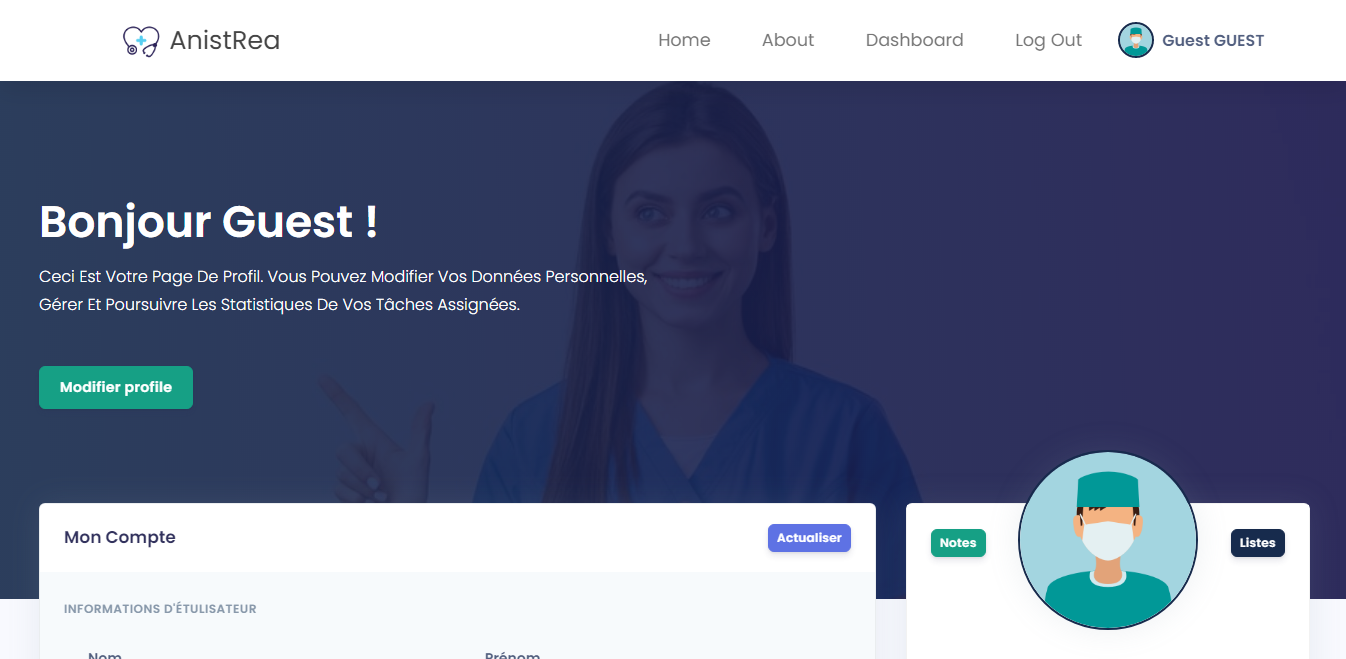 AnistRea
Home
About
Dashboard
Log Out
Guest GUEST
Bonjour Guest !
Ceci Est Votre Page De Profil. Vous Pouvez Modifier Vos Données Personnelles,
Gérer Et Poursuivre Les Statistiques De Vos Tâches Assignées.
Modifier profile
Mon Compte
Actualiser
Notes
Listes
INFORMATIONS D'ÉTULISATEUR
Nom
Prénom